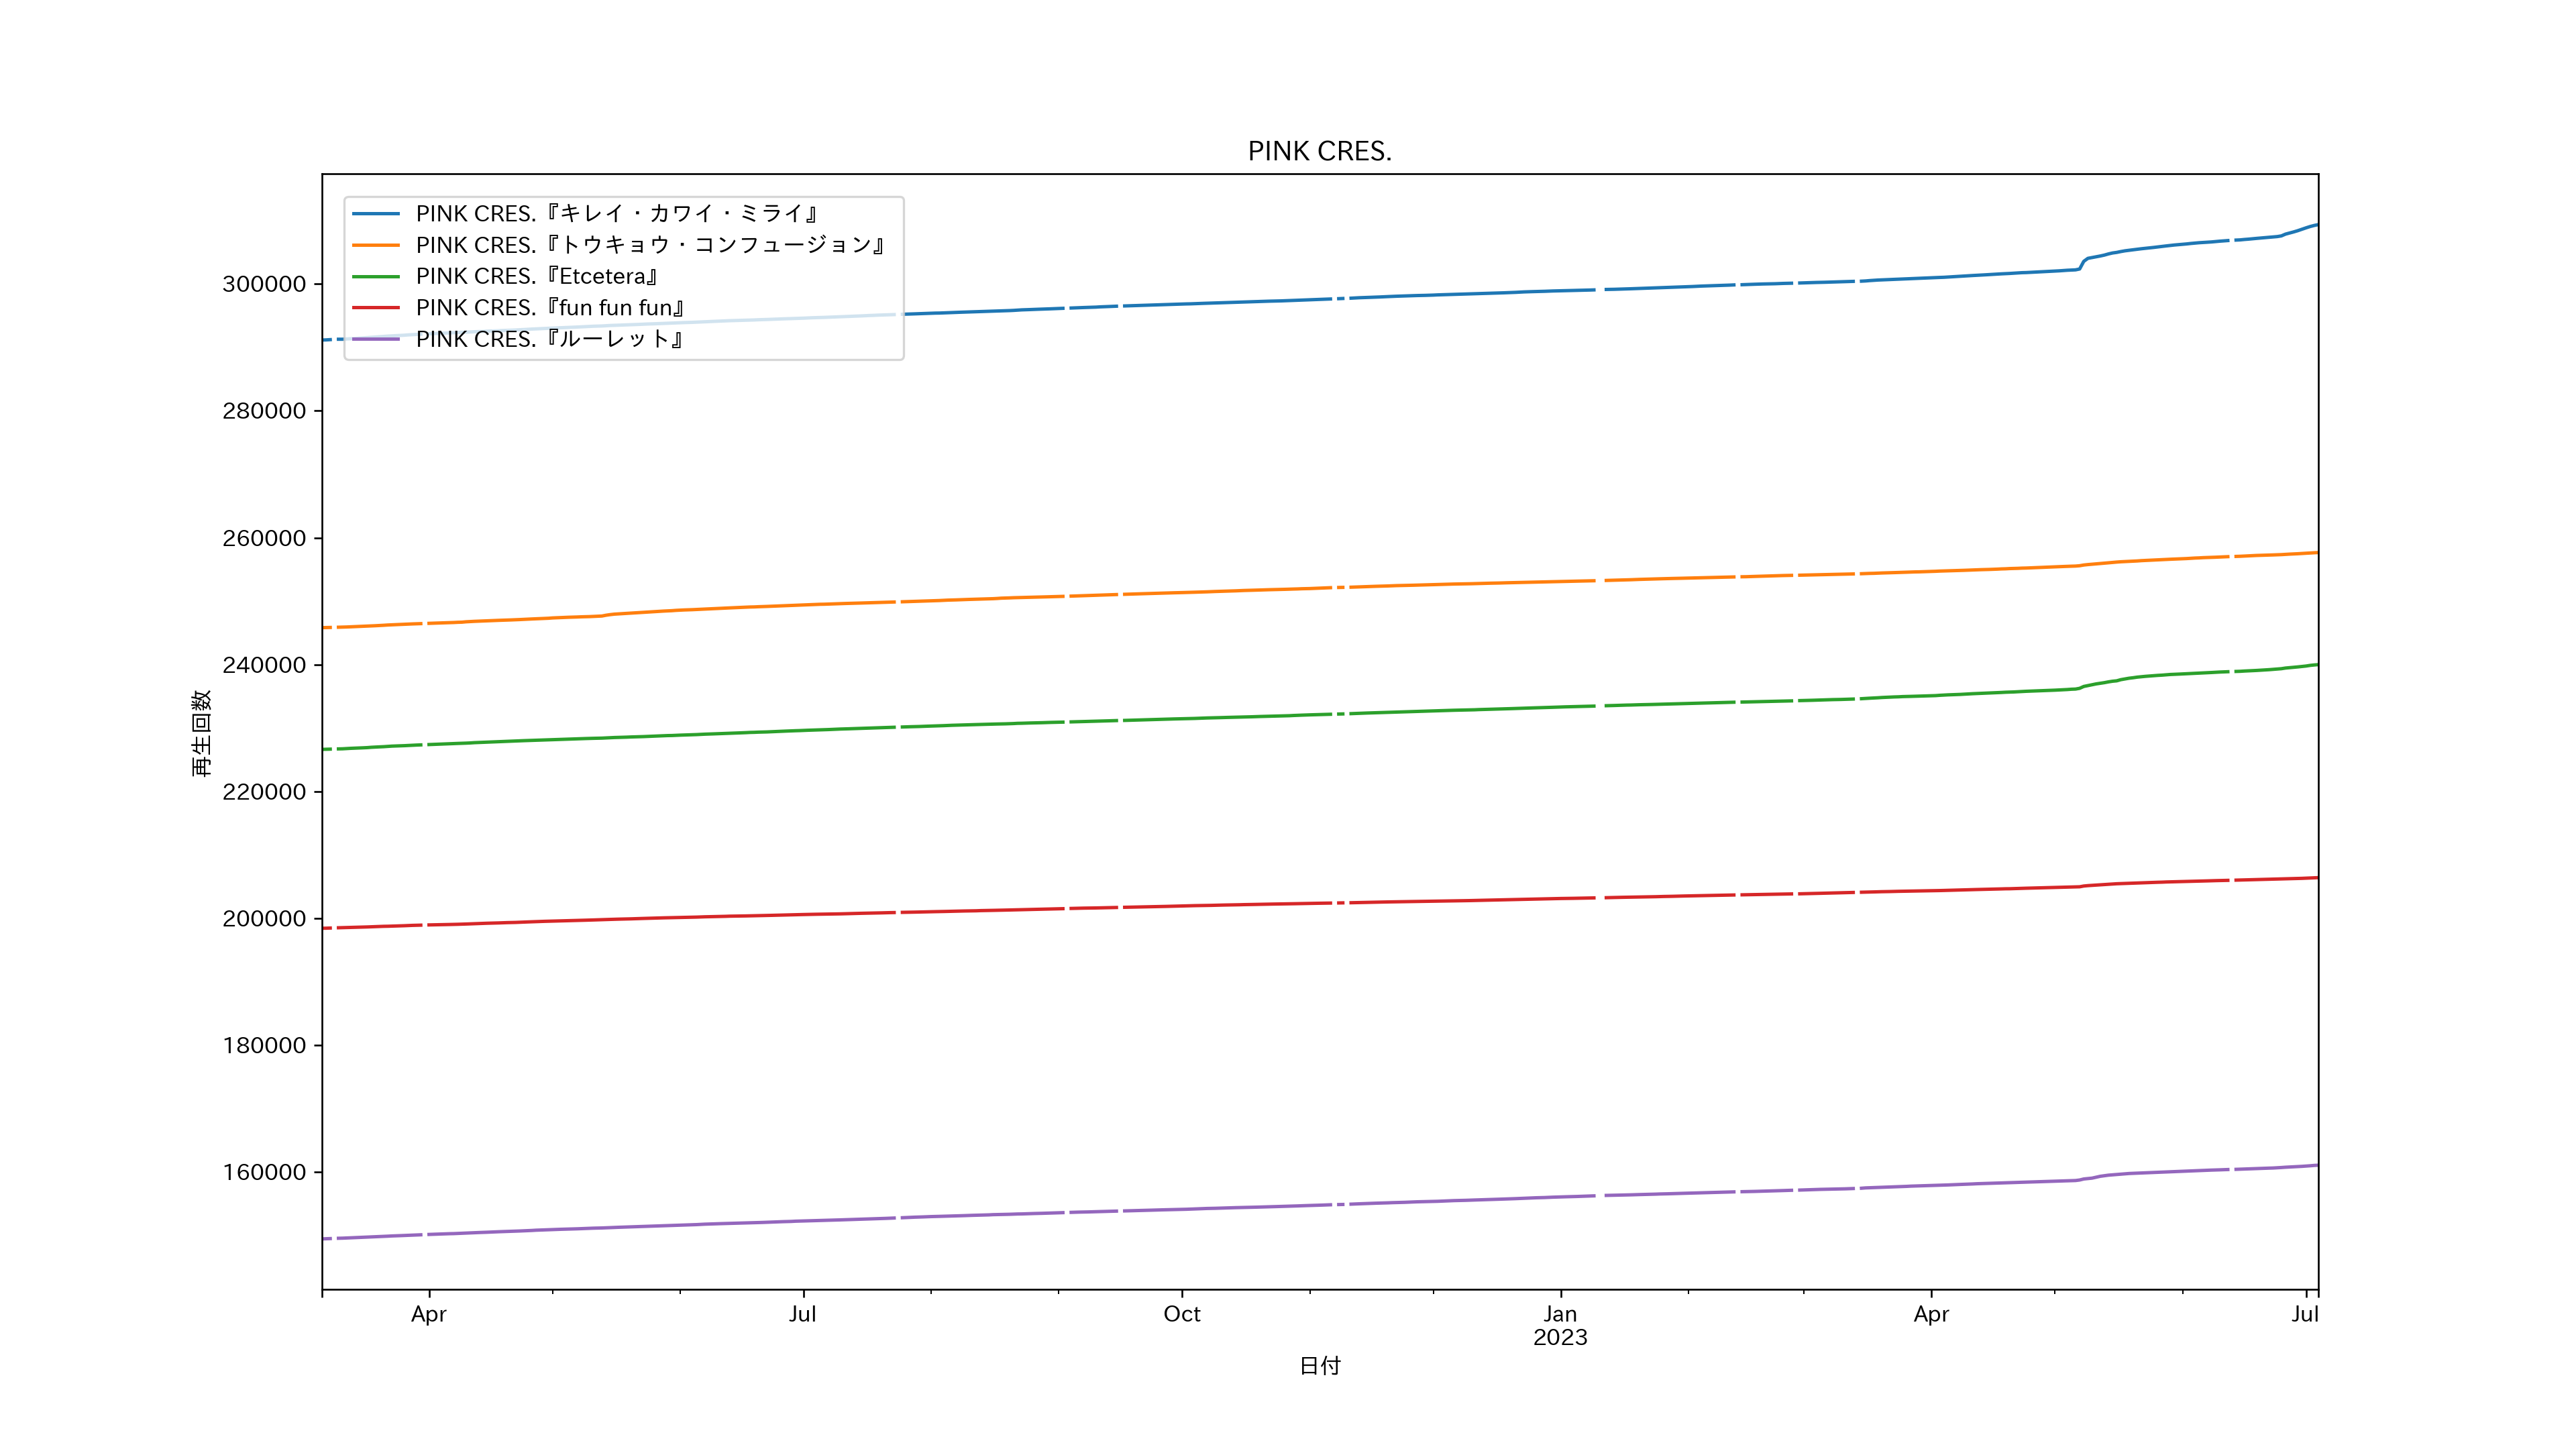 PINK CRES.
PINK CRES.『キレイ・カワイ・ミライ』
PINK CRES.『トウキョウ・コンフュージョン』
PINK CRES.『Etcetera』
PINK CRES.『fun fun fun』
PINK CRES.『ルーレット』
300000
280000
260000
240000
220000
200000
180000
160000
再生回数
Apr Jul Oct Jan Apr Jul
2023
日付